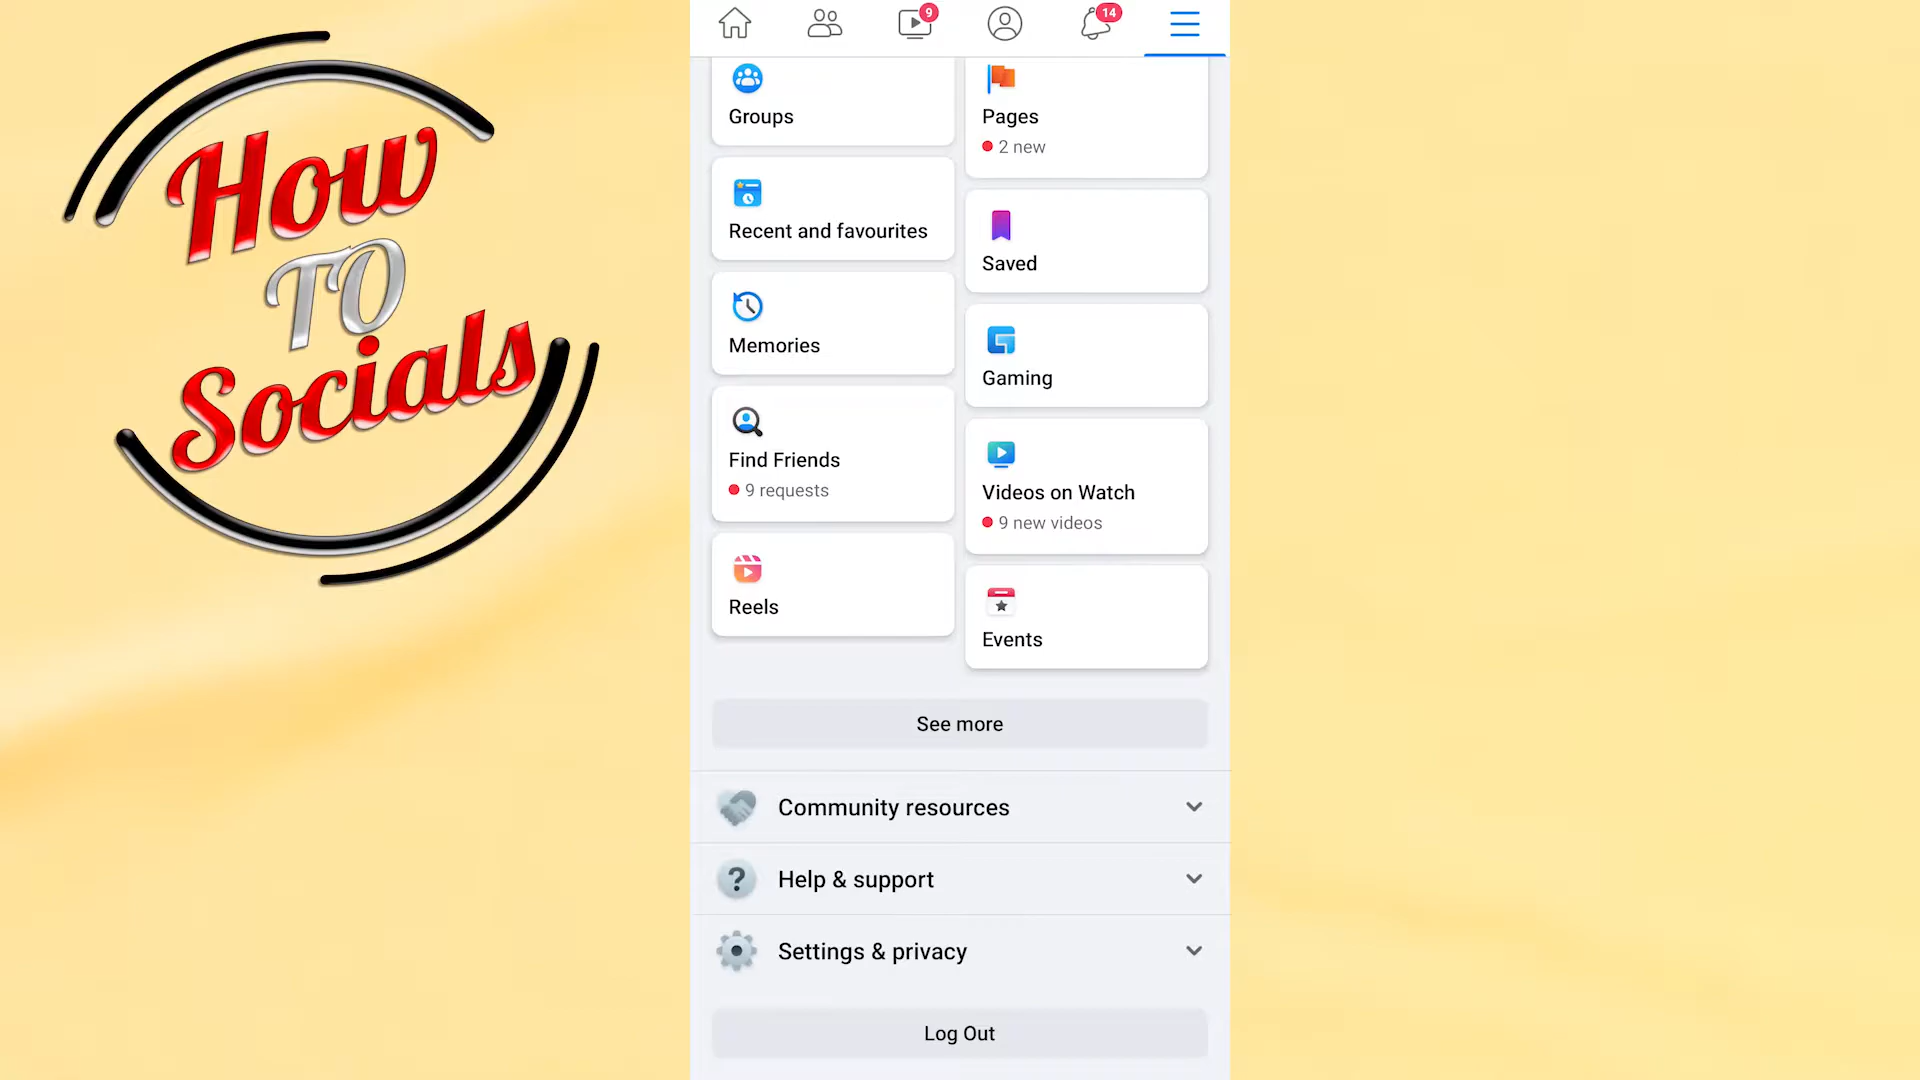 How
TO
Socials
9
14
Groups
Pages
2 new
Recent and favourites
Saved
Memories
Gaming
Find Friends
9 requests
Videos on Watch
9 new videos
Reels
Events
See more
Community resources
Help & support
Settings & privacy
Log Out